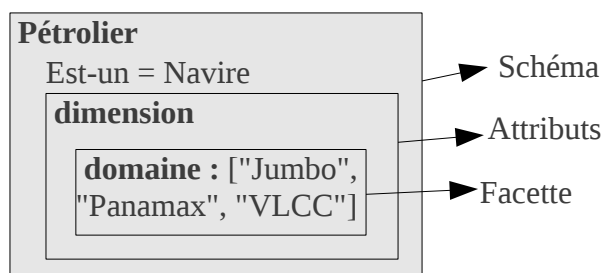 Pétrolier
Est-un = Navire
dimension
domaine : ["Jumbo",
"Panamax", "VLCC"]
Schéma
Attributs
Facette